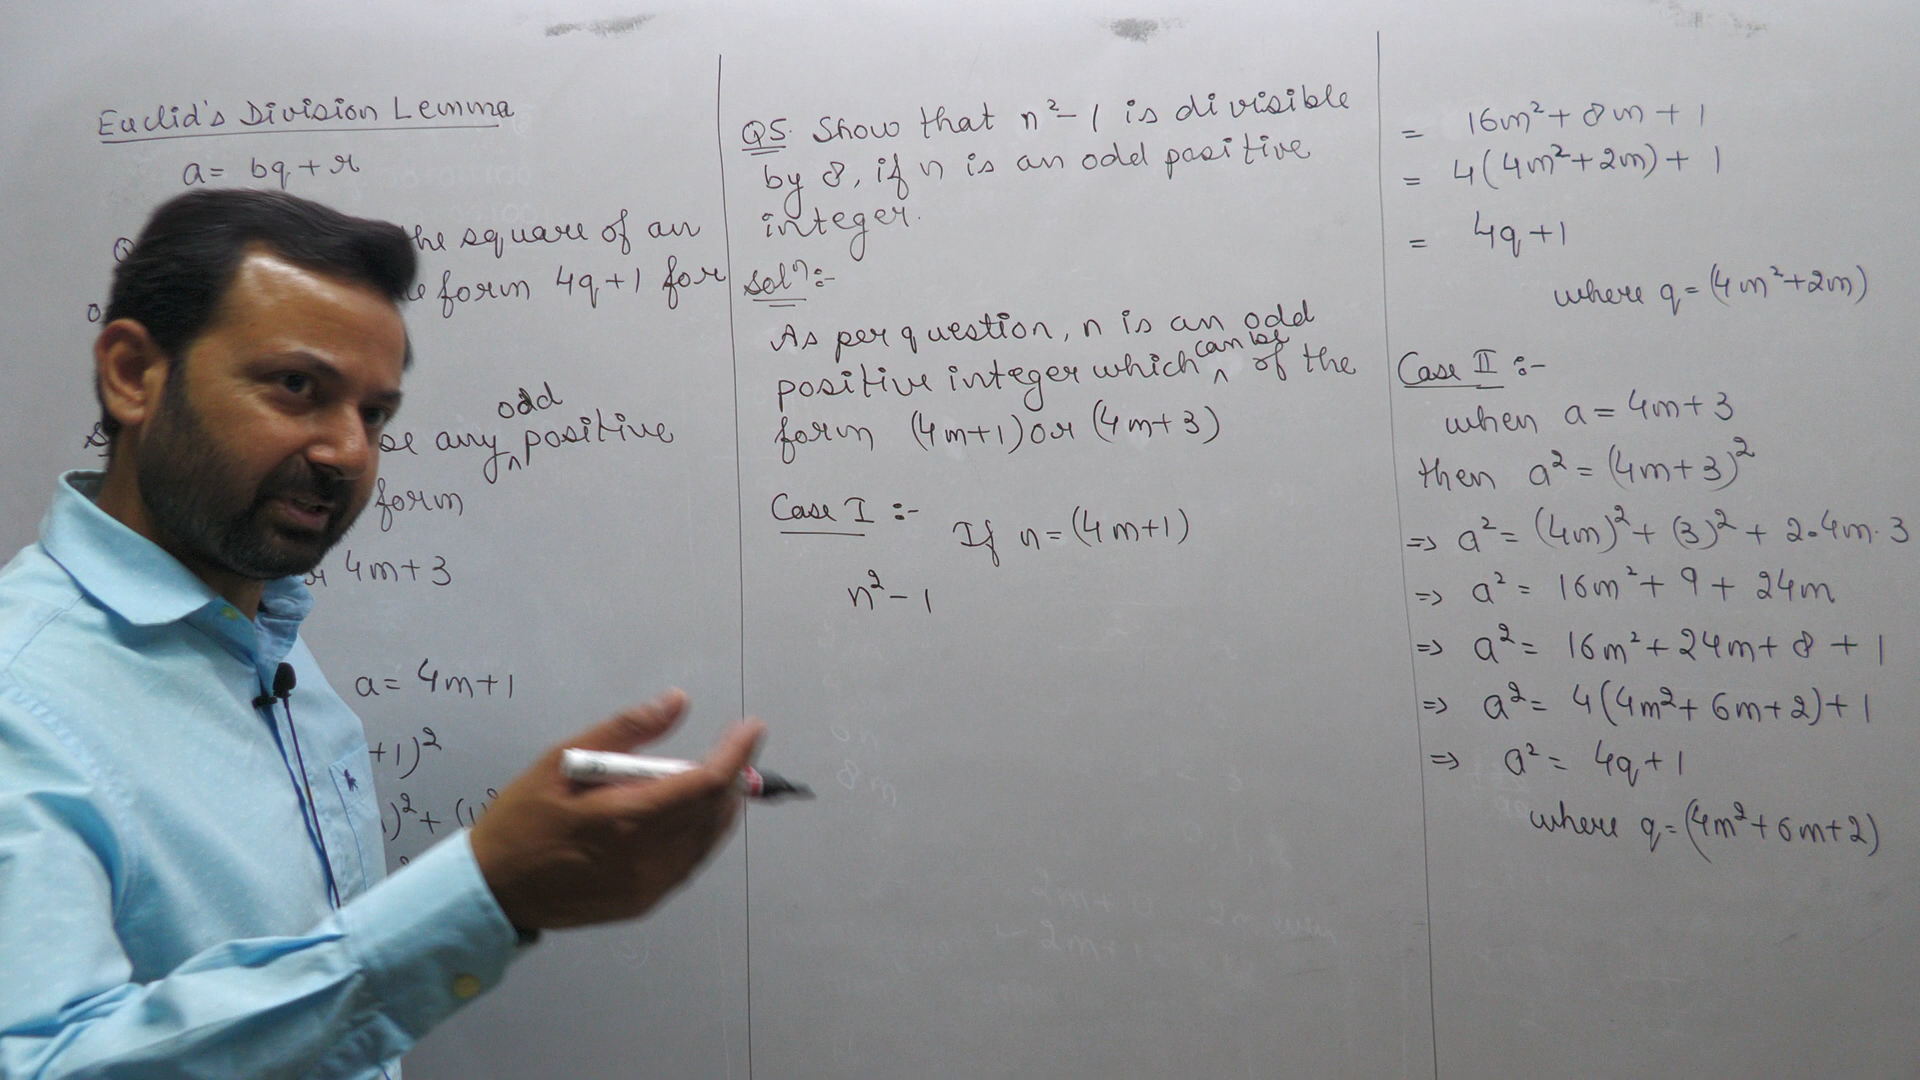 Euclid's Division Lemma
a = bq + r
Q
the square of an
form 4q+1 for
odd
any ^ positive
form
4m+3
a = 4m+1
+1)²
)² + (1)²
Q5. Show that n² - 1 is divisible
by 8, if n is an odd positive
integer.
Solⁿ:-
As per question, n is an odd
can be
positive integer which ^ of the
form (4m+1) or (4m+3)
Case I :- If n = (4m+1)
n² - 1
= 16m² + 8m + 1
= 4(4m² + 2m) + 1
= 4q + 1
where q = (4m² + 2m)
Case II :-
when a = 4m + 3
then a² = (4m + 3)²
=> a² = (4m)² + (3)² + 2.4m.3
=> a² = 16m² + 9 + 24m
=> a² = 16m² + 24m + 8 + 1
=> a² = 4(4m² + 6m + 2) + 1
=> a² = 4q + 1
where q = (4m² + 6m + 2)